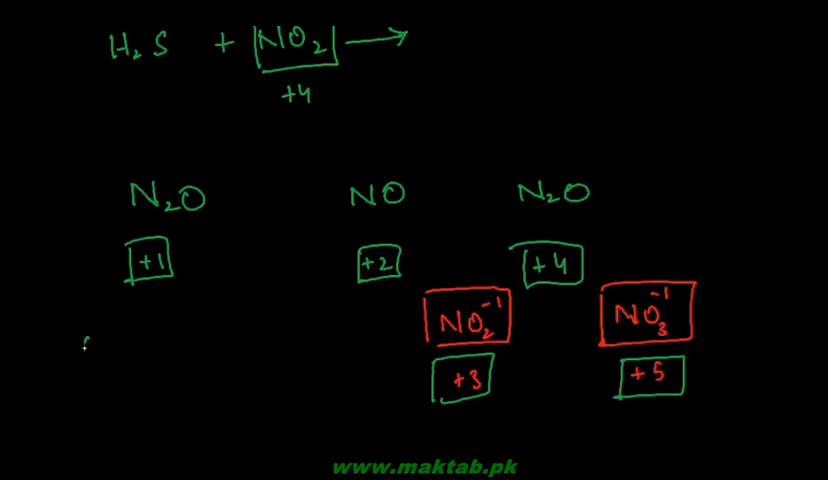 H₂S + NO₂ →
+4
N₂O NO N₂O
+1 +2 +4
NO₂⁻¹ NO₃⁻¹
+3 +5
www.maktab.pk